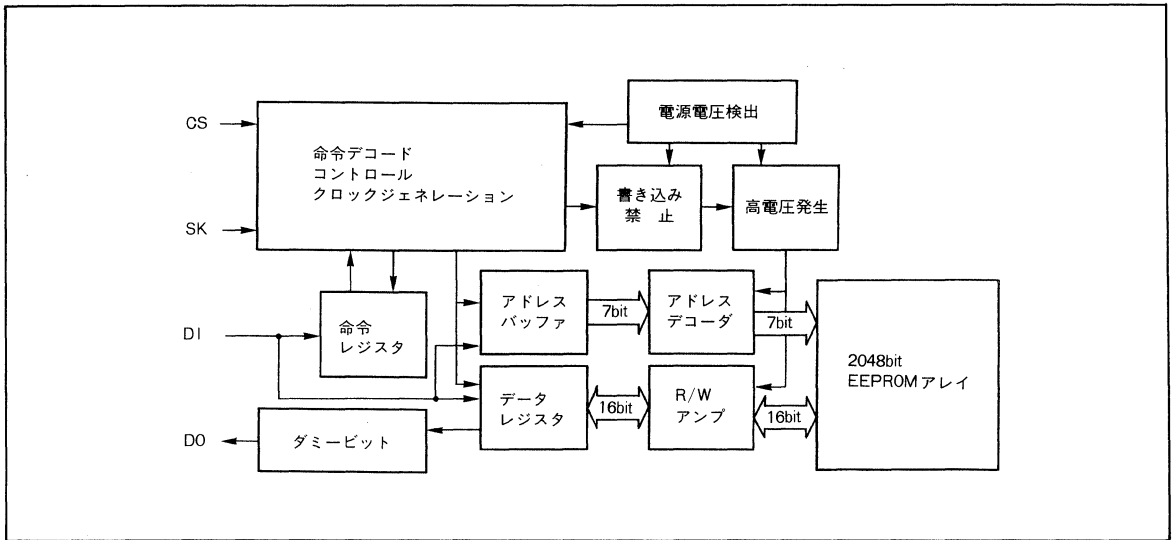 電源電圧検出
CS
命令デコード
コントロール
クロックジェネレーション
書き込み
禁 止
高電圧発生
SK
アドレス
バッファ
7bit
アドレス
デコーダ
7bit
DI
命令
レジスタ
2048bit
EEPROMアレイ
データ
レジスタ
16bit
R/W
アンプ
16bit
DO
ダミービット